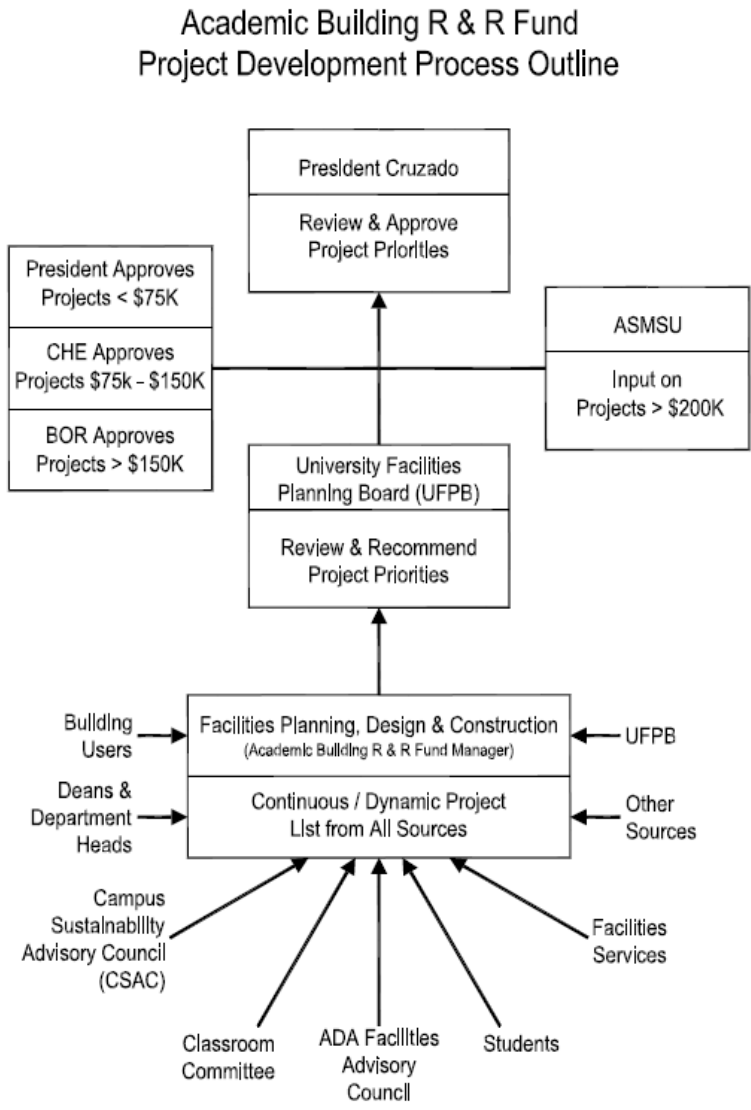 Academic Building R & R Fund
Project Development Process Outline
President Cruzado
Review & Approve
Project Priorities
President Approves
Projects < $75K
CHE Approves
Projects $75k - $150K
BOR Approves
Projects > $150K
ASMSU
Input on
Projects > $200K
University Facilities
Planning Board (UFPB)
Review & Recommend
Project Priorities
Building
Users
Facilities Planning, Design & Construction
(Academic Building R & R Fund Manager)
UFPB
Deans &
Department
Heads
Continuous / Dynamic Project
List from All Sources
Other
Sources
Campus
Sustainability
Advisory Council
(CSAC)
Facilities
Services
Classroom
Committee
ADA Facilities
Advisory
Council
Students